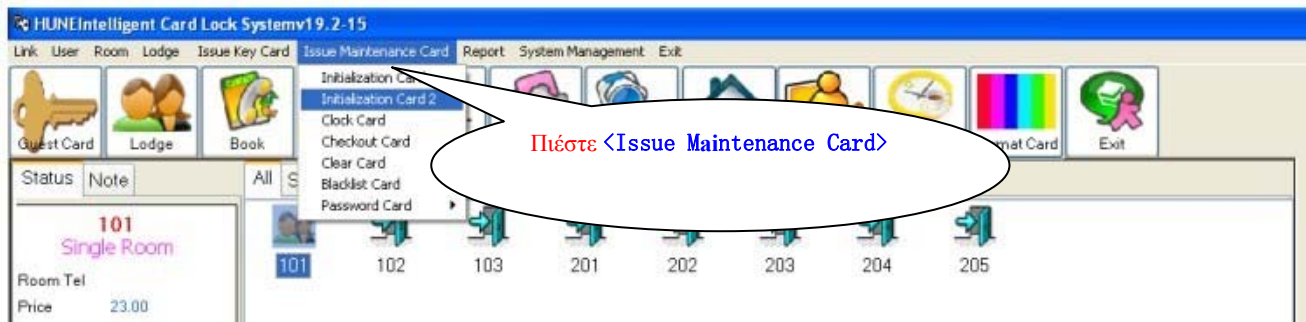 HUNEIntelligent Card Lock Systemv19.2-15
Link User Room Lodge Issue Key Card Issue Maintenance Card Report System Management Exit
Initialization
Initialization Card 2
Clock Card
Checkout Card
Clear Card
Blacklist Card
Password Card
Guest Card Lodge Book Card Exit
Πιέστε <Issue Maintenance Card>
Status Note All
101
Single Room
Room Tel
Price 23.00
101 102 103 201 202 203 204 205